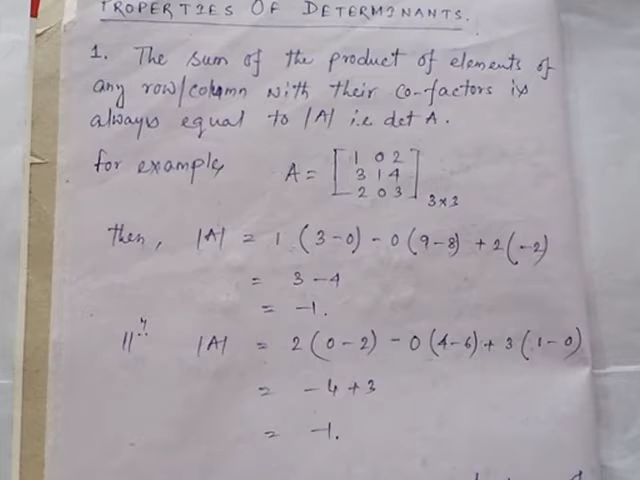 PROPERTIES OF DETERMINANTS.
1. The sum of the product of elements of
any row/column with their co-factors is
always equal to |A| i.e det A.
for example, A = [1 0 2
3 1 4
2 0 3] 3x3
then, |A| = 1 (3-0) - 0 (9-8) + 2 (-2)
= 3 - 4
= -1.
||ly |A| = 2 (0-2) - 0 (4-6) + 3 (1-0)
= -4 + 3
= -1.